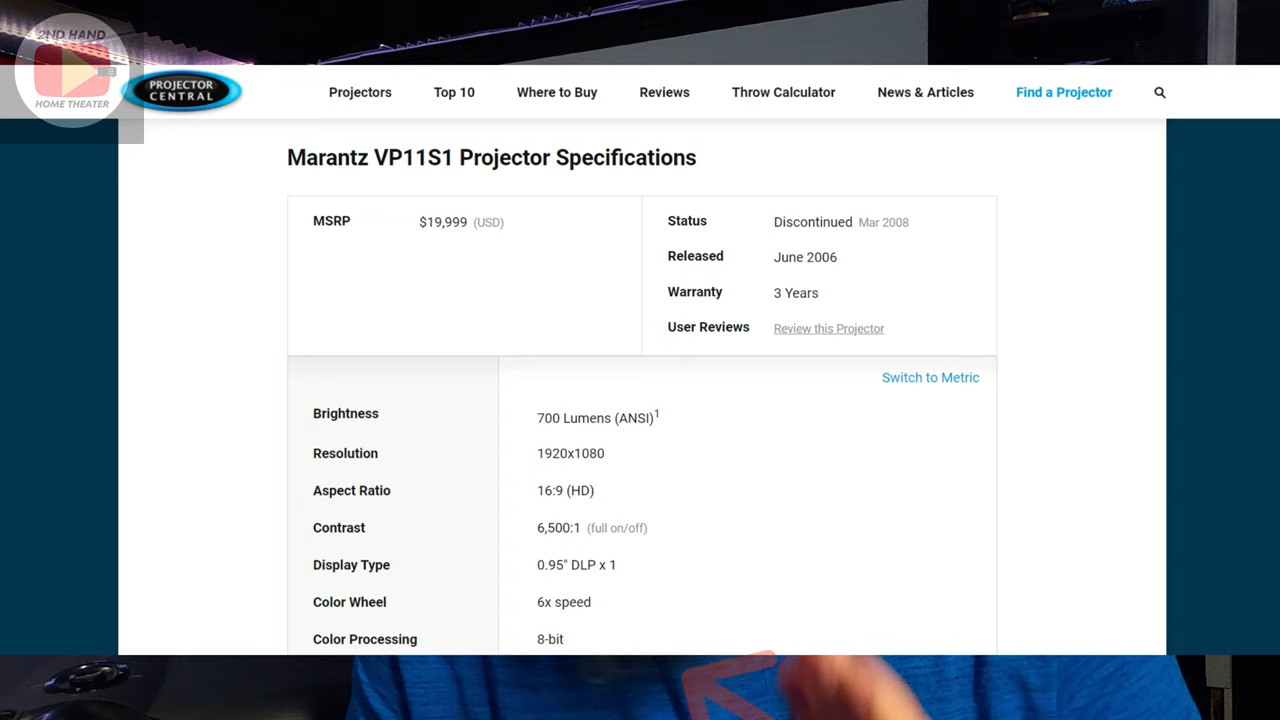 2ND HAND
HOME THEATER
PROJECTOR
CENTRAL
Projectors Top 10 Where to Buy Reviews Throw Calculator News & Articles Find a Projector
Marantz VP11S1 Projector Specifications
MSRP $19,999 (USD)
Status Discontinued Mar 2008
Released June 2006
Warranty 3 Years
User Reviews Review this Projector
Switch to Metric
Brightness 700 Lumens (ANSI)1
Resolution 1920x1080
Aspect Ratio 16:9 (HD)
Contrast 6,500:1 (full on/off)
Display Type 0.95" DLP x 1
Color Wheel 6x speed
Color Processing 8-bit